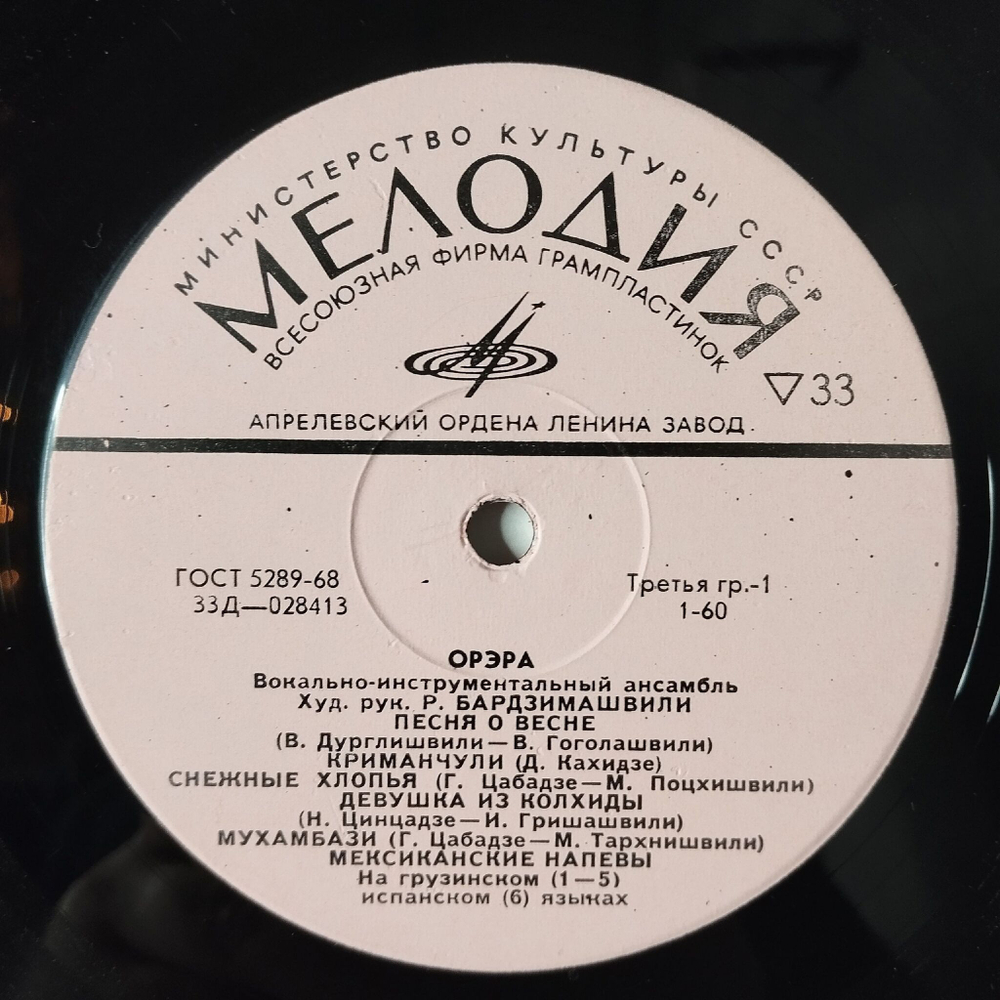 МИНИСТЕРСТВО КУЛЬТУРЫ СССР
МЕЛОДИЯ
ВСЕСОЮЗНАЯ ФИРМА ГРАМПЛАСТИНОК
▽33
АПРЕЛЕВСКИЙ ОРДЕНА ЛЕНИНА ЗАВОД.
ГОСТ 5289-68
33Д—028413
Третья гр.-1
1-60
ОРЭРА
Вокально-инструментальный ансамбль
Худ. рук. Р. БАРДЗИМАШВИЛИ
ПЕСНЯ О ВЕСНЕ
(В. Дурглишвили—В. Гоголашвили)
КРИМАНЧУЛИ (Д. Кахидзе)
СНЕЖНЫЕ ХЛОПЬЯ (Г. Цабадзе—М. Поцхишвили)
ДЕВУШКА ИЗ КОЛХИДЫ
(Н. Цинцадзе—И. Гришашвили)
МУХАМБАЗИ (Г. Цабадзе—М. Тархнишвили)
МЕКСИКАНСКИЕ НАПЕВЫ
На грузинском (1—5)
испанском (6) языках